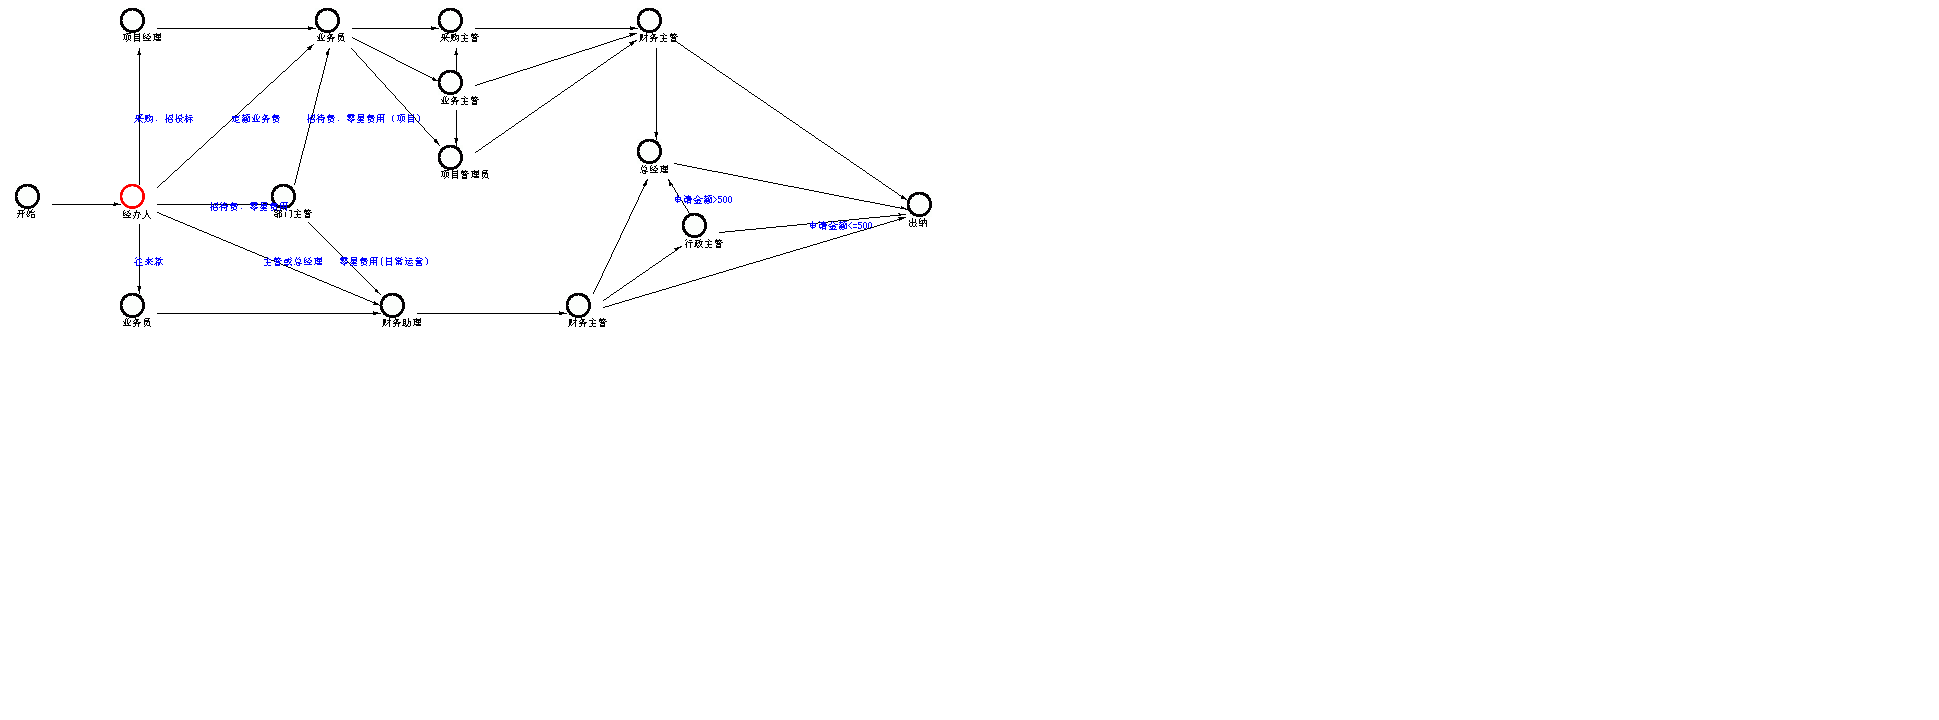 项目经理
业务员
采购主管
财务主管
业务主管
采购、招投标
定额业务费
招待费、零星费用（项目）
总经理
项目管理员
申请金额>500
开始
经办人
招待费、零星费用
部门主管
申请金额<=500
出纳
行政主管
往来款
主管或总经理
零星费用(日常运营)
业务员
财务助理
财务主管